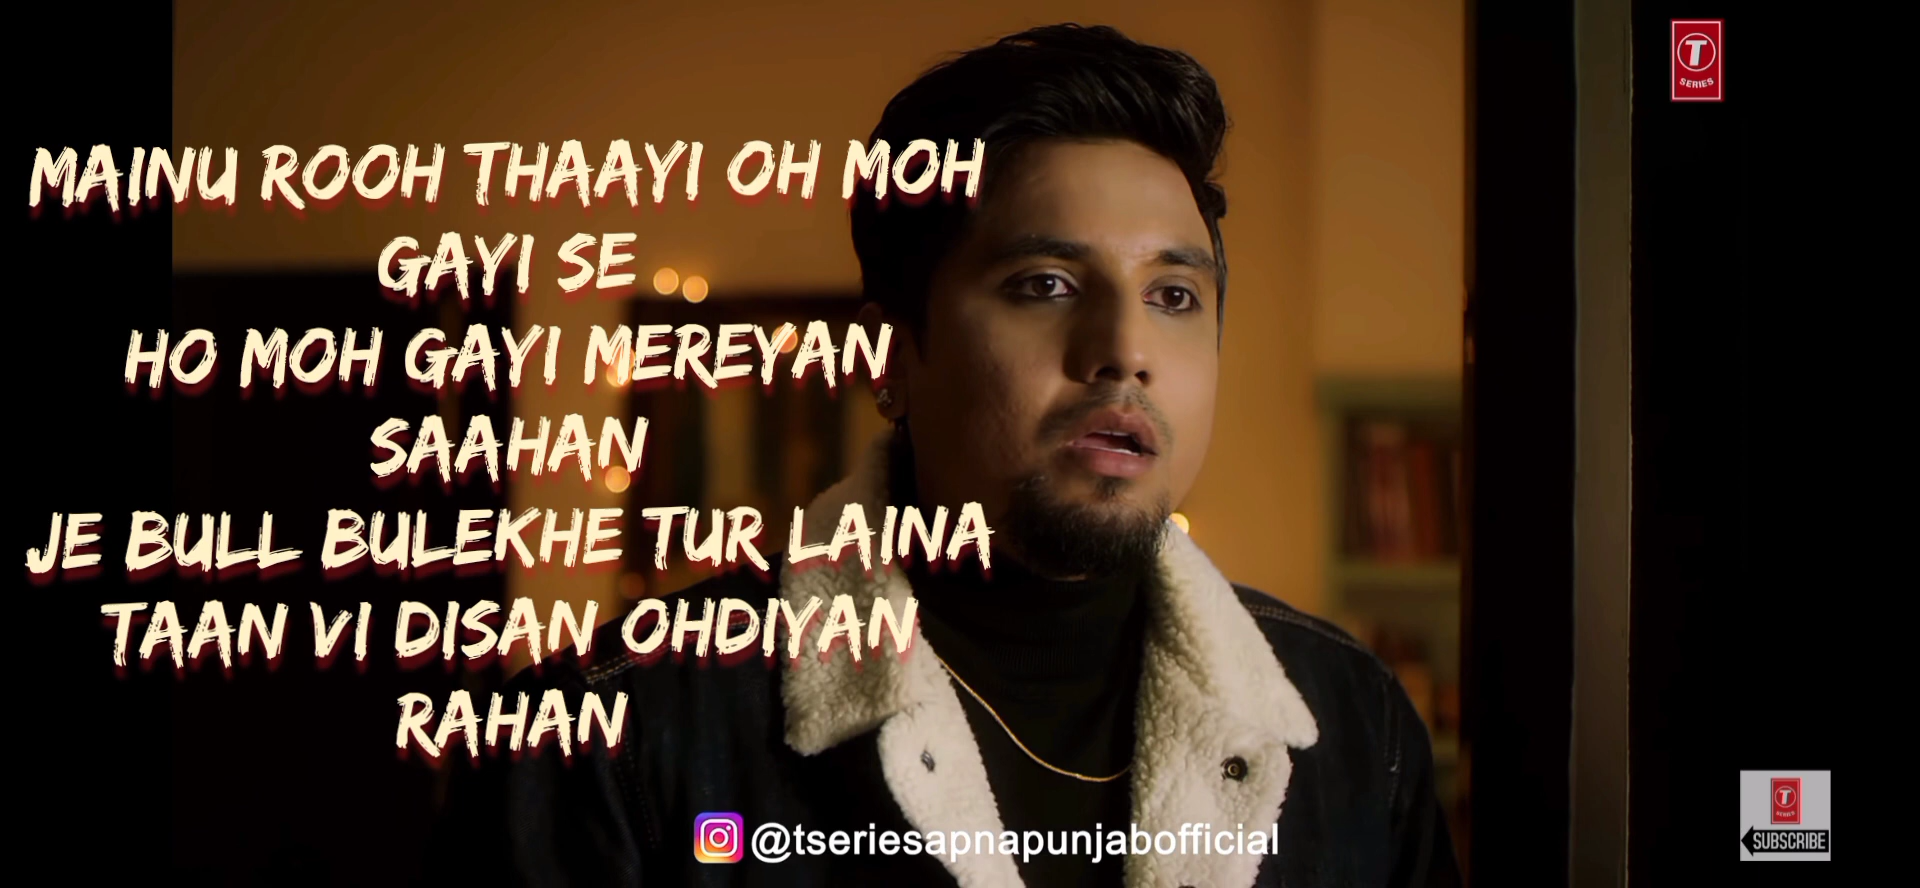 MAINU ROOH THAAYI OH MOH
GAYI SE
HO MOH GAYI MEREYAN
SAAHAN
JE BULL BULEKHE TUR LAINA
TAAN VI DISAN OHDIYAN
RAHAN
T
SERIES
@tseriesapnapunjabofficial
T
SERIES
SUBSCRIBE